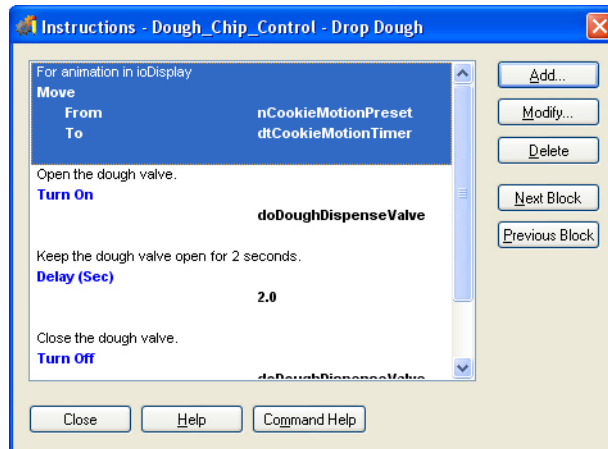 Instructions - Dough_Chip_Control - Drop Dough
For animation in ioDisplay
Move
From nCookieMotionPreset
To dtCookieMotionTimer
Open the dough valve.
Turn On
doDoughDispenseValve
Keep the dough valve open for 2 seconds.
Delay (Sec)
2.0
Close the dough valve.
Turn Off
doDoughDispenseValve
Add...
Modify...
Delete
Next Block
Previous Block
Close
Help
Command Help